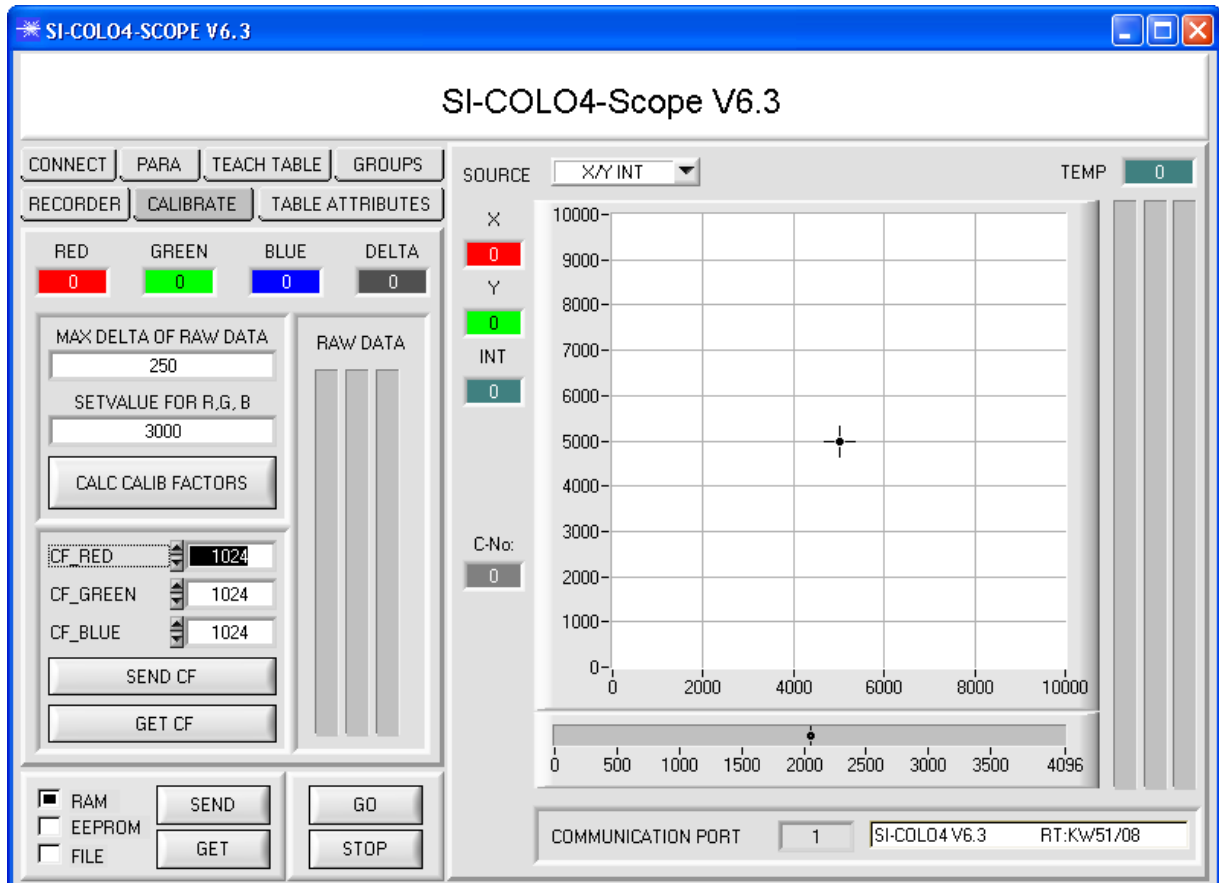 SI-COLO4-SCOPE V6.3
SI-COLO4-Scope V6.3
CONNECT PARA TEACH TABLE GROUPS
RECORDER CALIBRATE TABLE ATTRIBUTES
RED GREEN BLUE DELTA
0 0 0 0
MAX DELTA OF RAW DATA
250
SETVALUE FOR R,G, B
3000
CALC CALIB FACTORS
RAW DATA
CF_RED 1024
CF_GREEN 1024
CF_BLUE 1024
SEND CF
GET CF
RAM
EEPROM
FILE
SEND
GET
GO
STOP
SOURCE X/Y INT
TEMP 0
X
0
Y
0
INT
0
C-No:
0
10000
9000
8000
7000
6000
5000
4000
3000
2000
1000
0
0 2000 4000 6000 8000 10000
0 500 1000 1500 2000 2500 3000 3500 4096
COMMUNICATION PORT 1 SI-COLO4 V6.3 RT:KW51/08